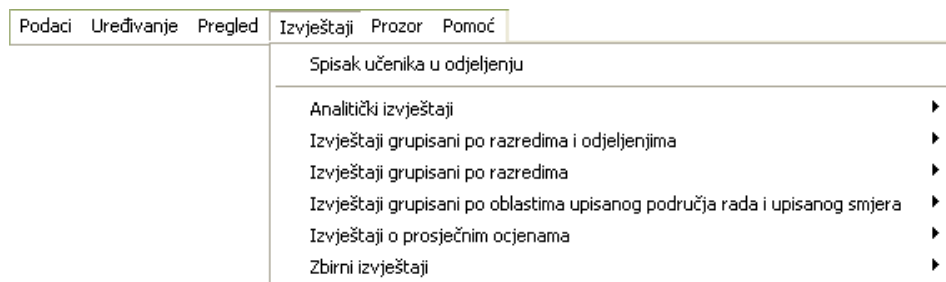 Podaci Uređivanje Pregled Izvještaji Prozor Pomoć
Spisak učenika u odjeljenju
Analitički izvještaji
Izvještaji grupisani po razredima i odjeljenjima
Izvještaji grupisani po razredima
Izvještaji grupisani po oblastima upisanog područja rada i upisanog smjera
Izvještaji o prosječnim ocjenama
Zbirni izvještaji